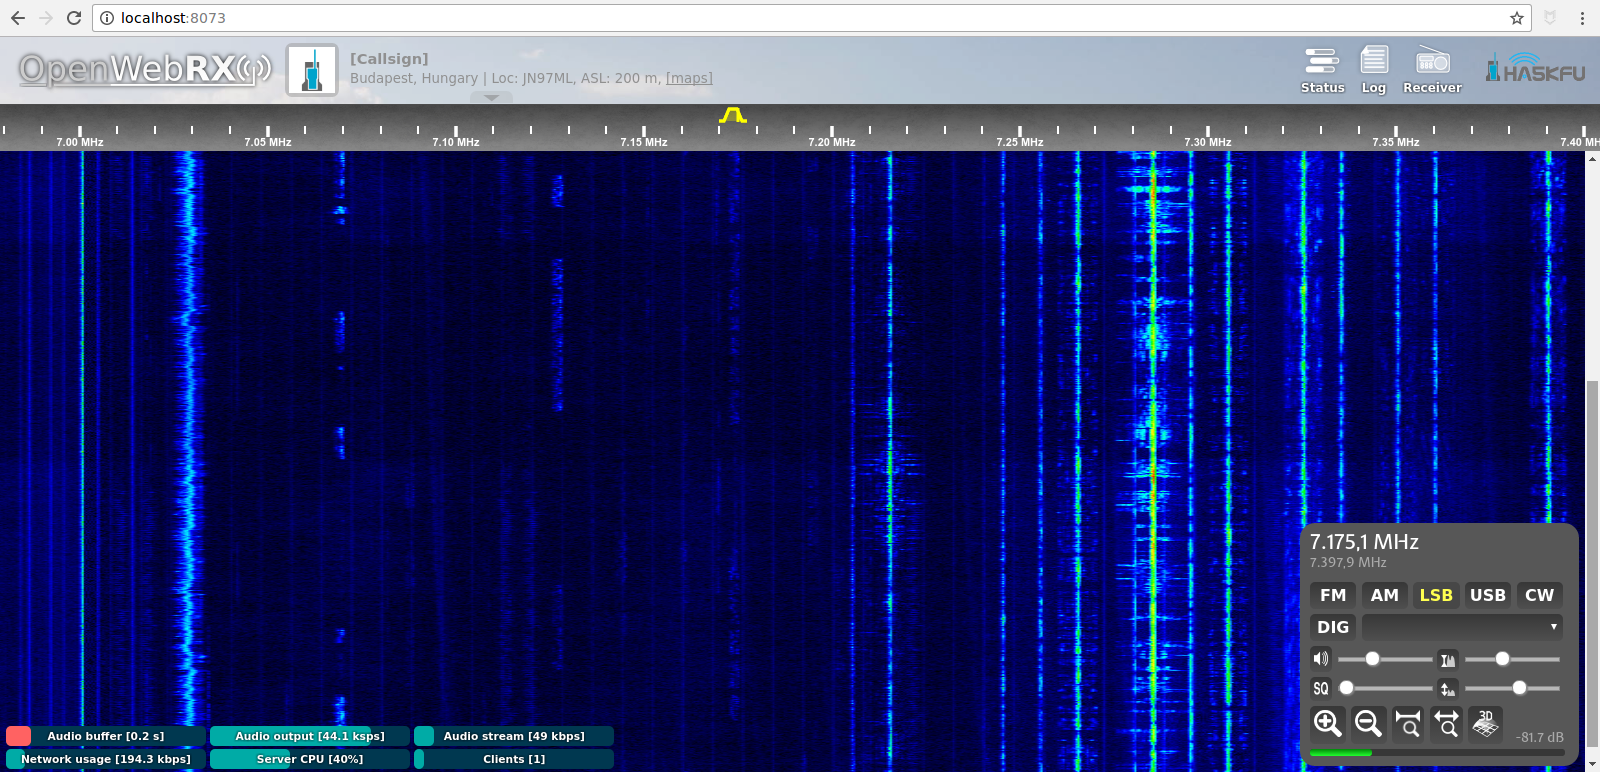 localhost:8073
OpenWebRX
[Callsign]
Budapest, Hungary | Loc: JN97ML, ASL: 200 m, [maps]
Status Log Receiver
HASKFU
7.00 MHz 7.05 MHz 7.10 MHz 7.15 MHz 7.20 MHz 7.25 MHz 7.30 MHz 7.35 MHz 7.40 MH
7.175,1 MHz
7.397,9 MHz
FM AM LSB USB CW
DIG
SQ
3D
-81.7 dB
Audio buffer [0.2 s] Audio output [44.1 ksps] Audio stream [49 kbps]
Network usage [194.3 kbps] Server CPU [40%] Clients [1]